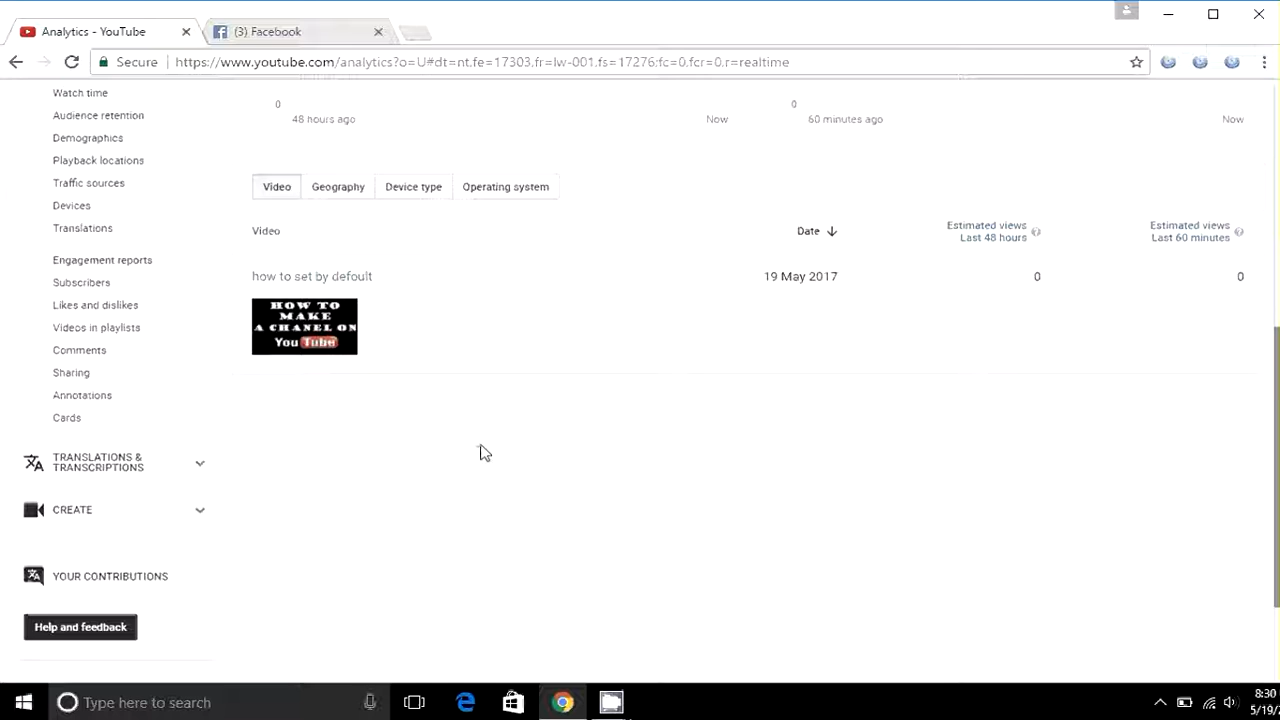 Analytics - YouTube
(3) Facebook
Secure
https://www.youtube.com/analytics?o=U#dt=nt,fe=17303,fr=lw-001,fs=17276;fc=0,fcr=0,r=realtime
Watch time
Audience retention
Demographics
Playback locations
Traffic sources
Devices
Translations
Engagement reports
Subscribers
Likes and dislikes
Videos in playlists
Comments
Sharing
Annotations
Cards
TRANSLATIONS &
TRANSCRIPTIONS
CREATE
YOUR CONTRIBUTIONS
Help and feedback
0
48 hours ago
Now
0
60 minutes ago
Now
Video Geography Device type Operating system
Video
Date
Estimated views
Last 48 hours
Estimated views
Last 60 minutes
how to set by default
19 May 2017
0
0
HOW TO
MAKE
A CHANEL ON
YouTube
Type here to search
8:30
5/19/